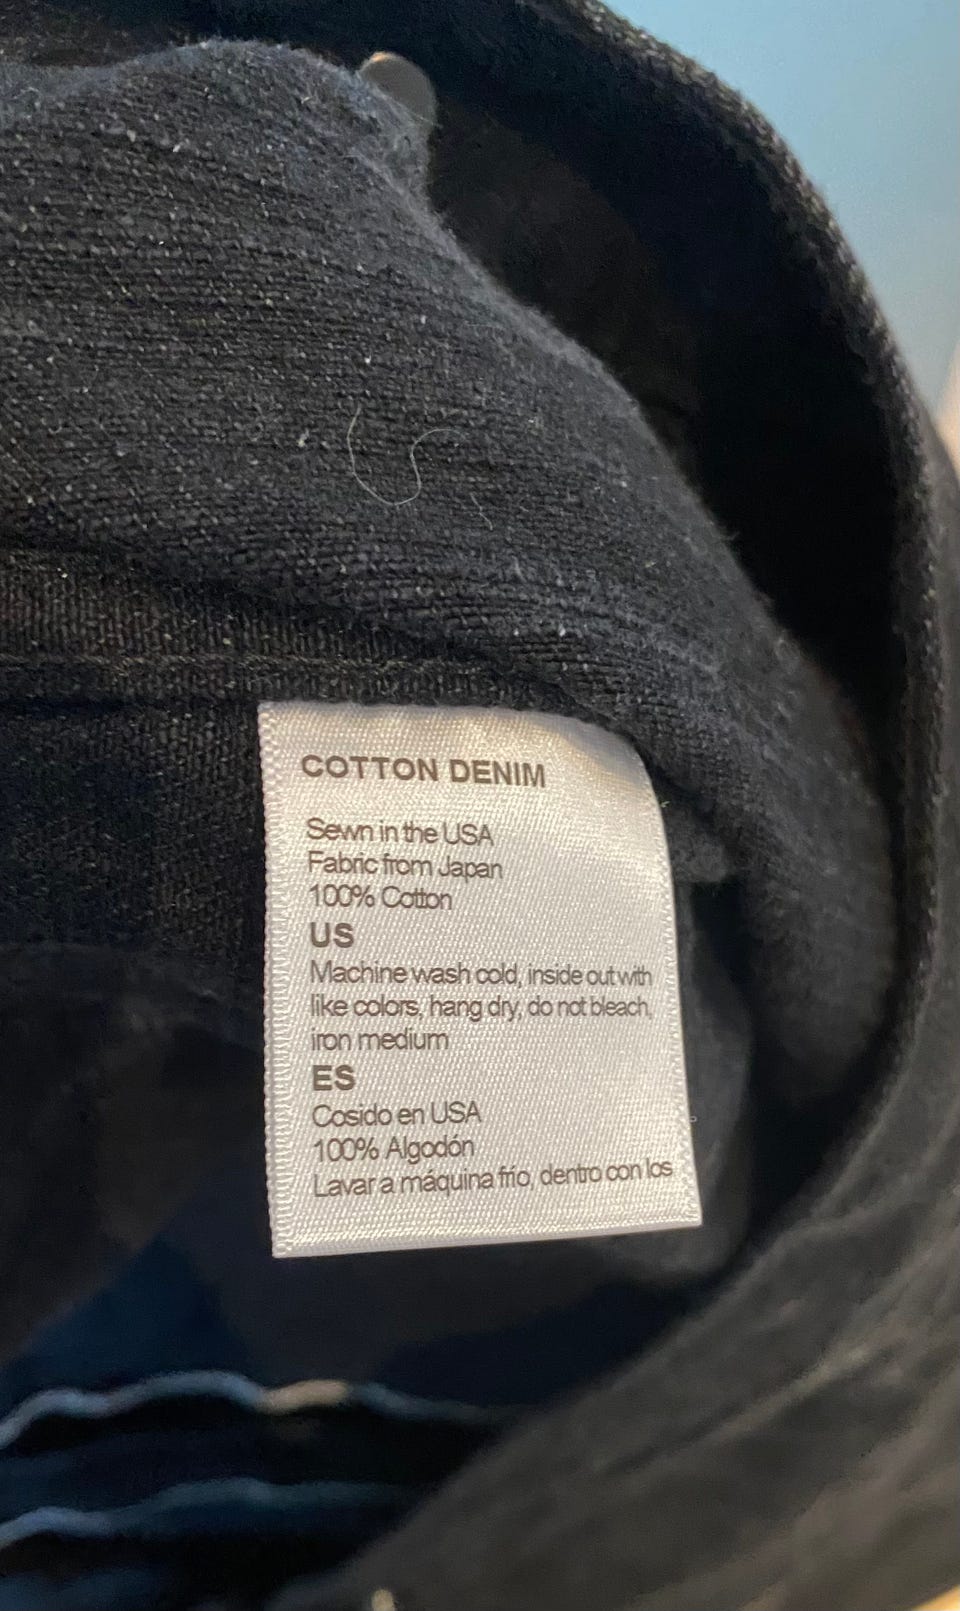 COTTON DENIM
Sewn in the USA
Fabric from Japan
100% Cotton
US
Machine wash cold, inside out with
like colors, hang dry, do not bleach,
iron medium
ES
Cosido en USA
100% Algodón
Lavar a máquina frío, dentro con los